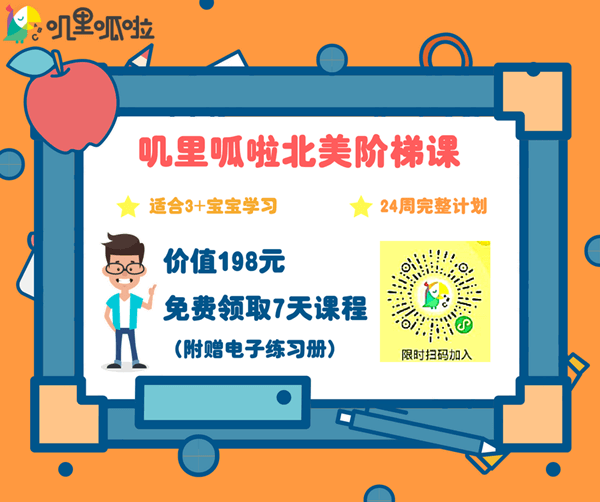 叽里呱啦
叽里呱啦北美阶梯课
适合3+宝宝学习
24周完整计划
价值198元
免费领取7天课程
（附赠电子练习册）
限时扫码加入